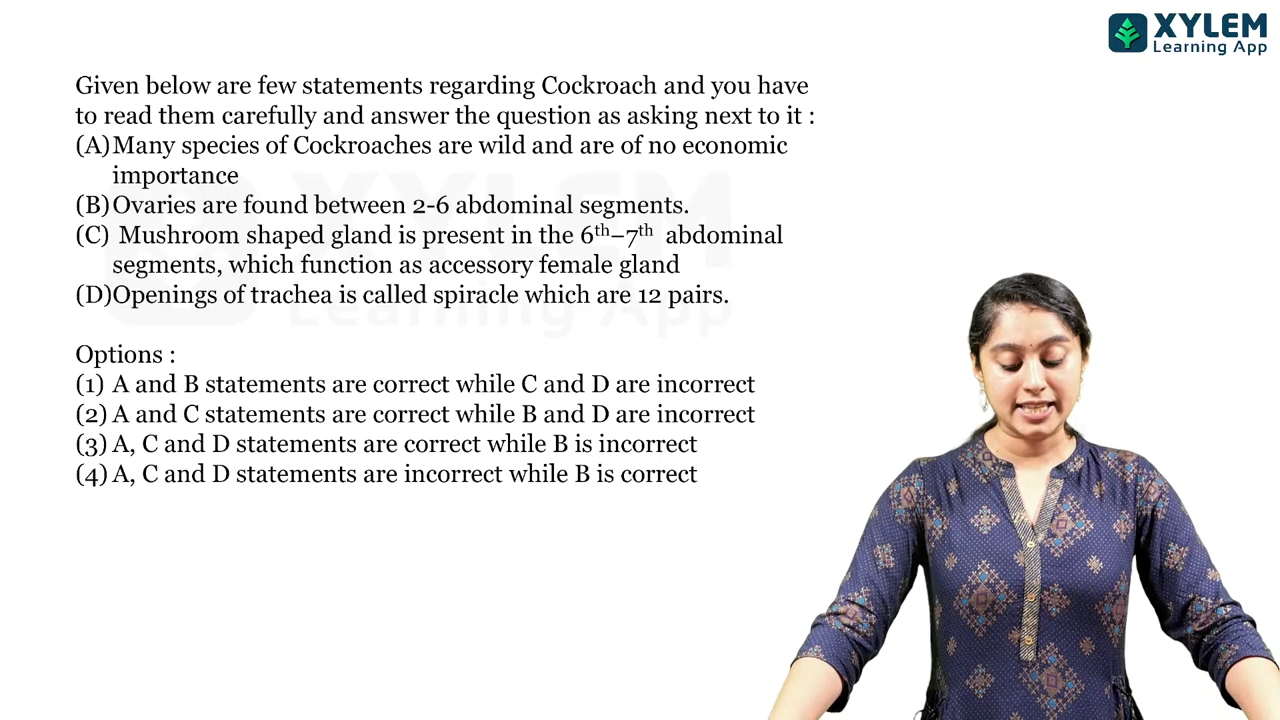 XYLEM
Learning App
Given below are few statements regarding Cockroach and you have
to read them carefully and answer the question as asking next to it :
(A) Many species of Cockroaches are wild and are of no economic
importance
(B) Ovaries are found between 2-6 abdominal segments.
(C) Mushroom shaped gland is present in the 6th–7th abdominal
segments, which function as accessory female gland
(D) Openings of trachea is called spiracle which are 12 pairs.
Options :
(1) A and B statements are correct while C and D are incorrect
(2) A and C statements are correct while B and D are incorrect
(3) A, C and D statements are correct while B is incorrect
(4) A, C and D statements are incorrect while B is correct
XYLEM
Learning App